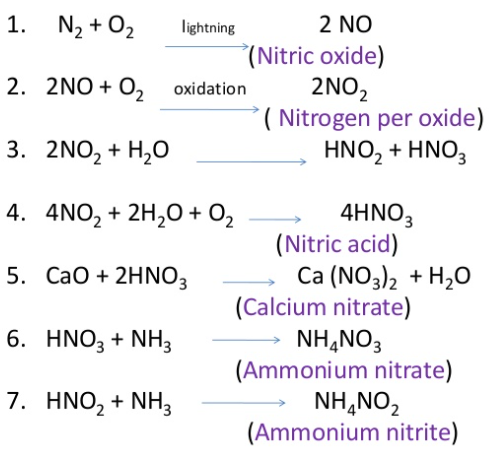 1. N₂ + O₂ lightning 2 NO
(Nitric oxide)
2. 2NO + O₂ oxidation 2NO₂
( Nitrogen per oxide)
3. 2NO₂ + H₂O HNO₂ + HNO₃
4. 4NO₂ + 2H₂O + O₂ 4HNO₃
(Nitric acid)
5. CaO + 2HNO₃ Ca (NO₃)₂ + H₂O
(Calcium nitrate)
6. HNO₃ + NH₃ NH₄NO₃
(Ammonium nitrate)
7. HNO₂ + NH₃ NH₄NO₂
(Ammonium nitrite)